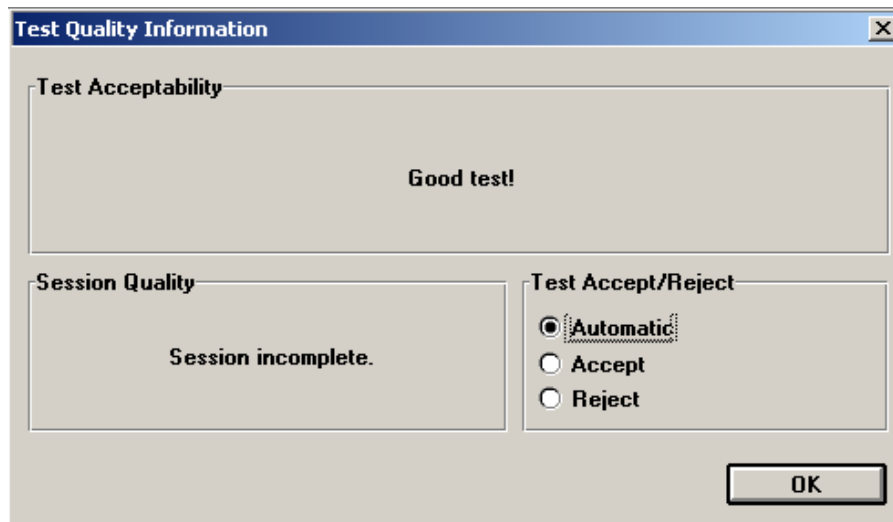 Test Quality Information
Test Acceptability
Good test!
Session Quality
Session incomplete.
Test Accept/Reject
Automatic
Accept
Reject
OK